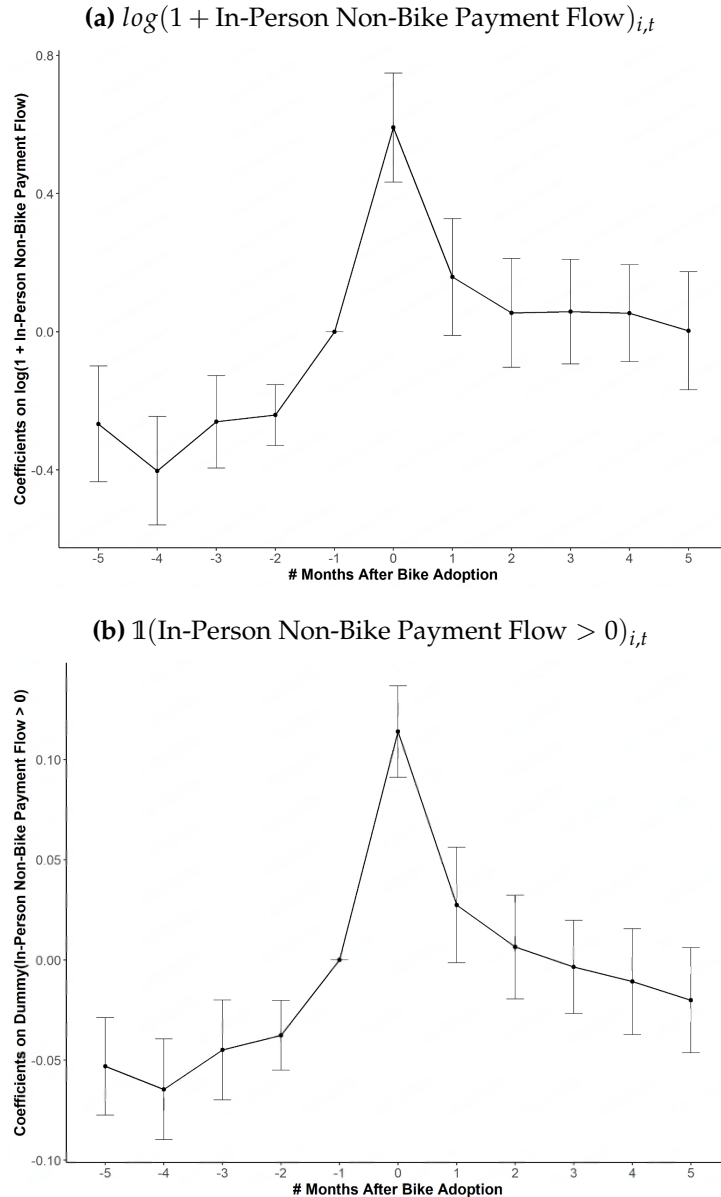 (a) log(1 + In-Person Non-Bike Payment Flow)i,t
Coefficients on log(1 + In-Person Non-Bike Payment Flow)
0.8
0.4
0.0
-0.4
-5 -4 -3 -2 -1 0 1 2 3 4 5
# Months After Bike Adoption
(b) 𝟙(In-Person Non-Bike Payment Flow > 0)i,t
Coefficients on Dummy(In-Person Non-Bike Payment Flow > 0)
0.10
0.05
0.00
-0.05
-0.10
-5 -4 -3 -2 -1 0 1 2 3 4 5
# Months After Bike Adoption